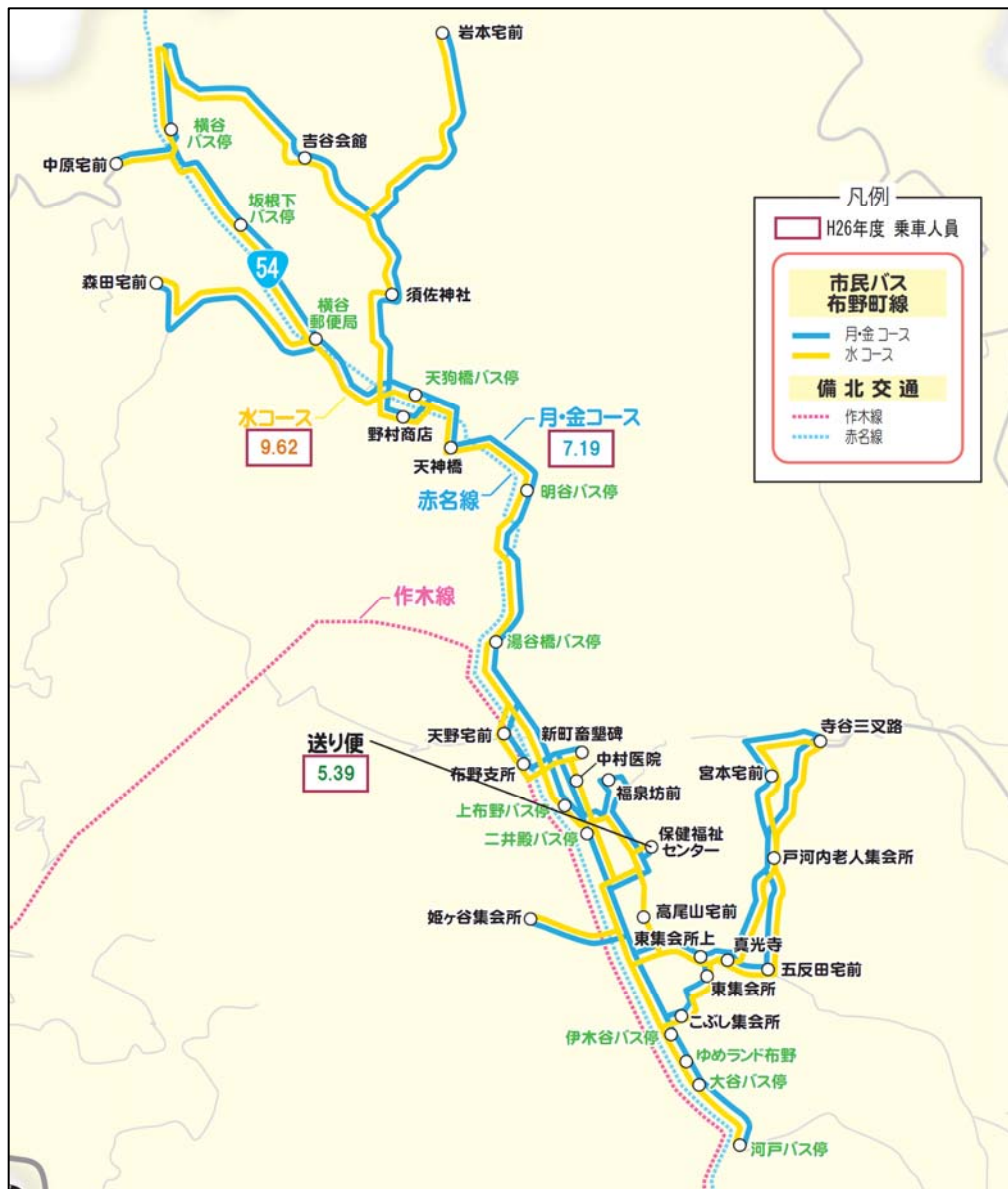 岩本宅前
横谷
バス停
吉谷会館
中原宅前
坂根下
バス停
54
森田宅前
須佐神社
横谷
郵便局
天狗橋バス停
水コース
9.62
野村商店
月・金コース
7.19
天神橋
赤名線
明谷バス停
凡例
H26年度 乗車人員
市民バス
布野町線
月・金 コース
水 コース
備北交通
作木線
赤名線
作木線
湯谷橋バス停
送り便
5.39
天野宅前
新町畜墾碑
寺谷三叉路
布野支所
中村医院
宮本宅前
福泉坊前
上布野バス停
二井殿バス停
保健福祉
センター
戸河内老人集会所
姫ヶ谷集会所
高尾山宅前
東集会所上
真光寺
五反田宅前
東集会所
こぶし集会所
伊木谷バス停
ゆめランド布野
大谷バス停
河戸バス停